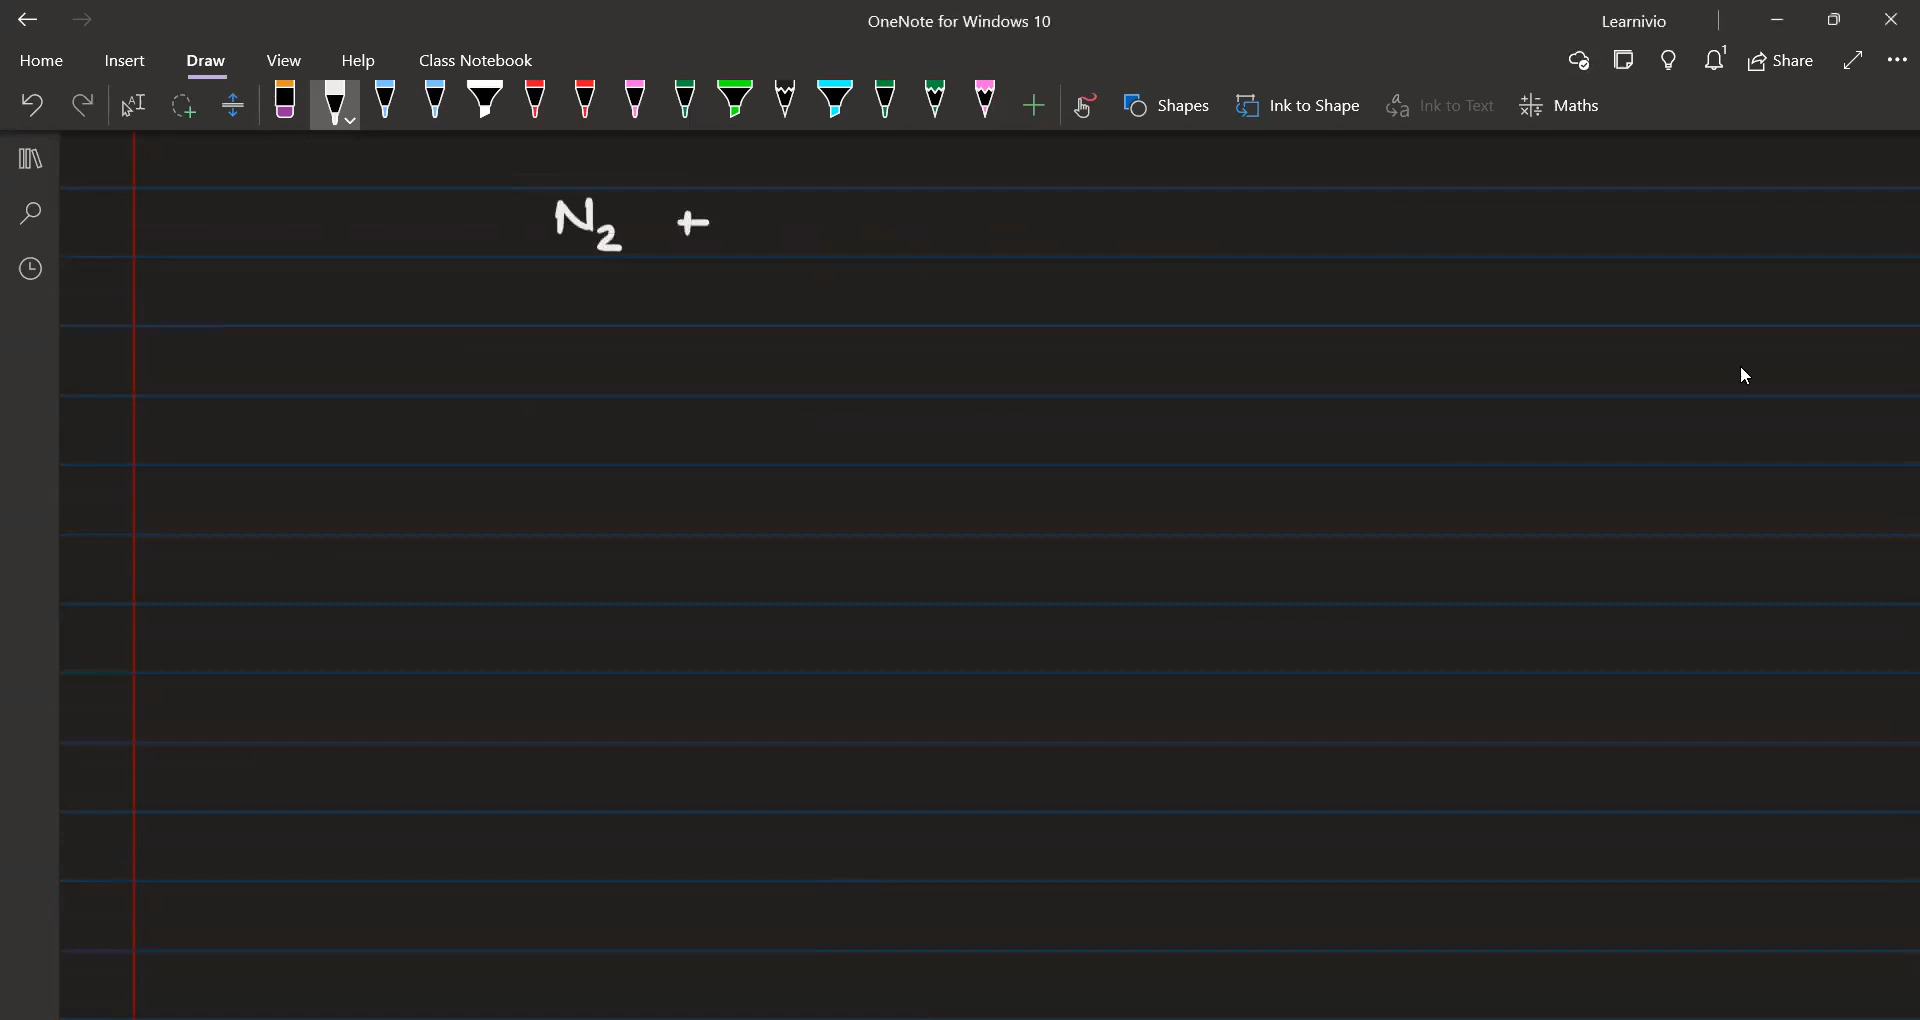 OneNote for Windows 10
Learnivio
Home Insert Draw View Help Class Notebook
1
Share
Shapes Ink to Shape Ink to Text Maths
N₂ +